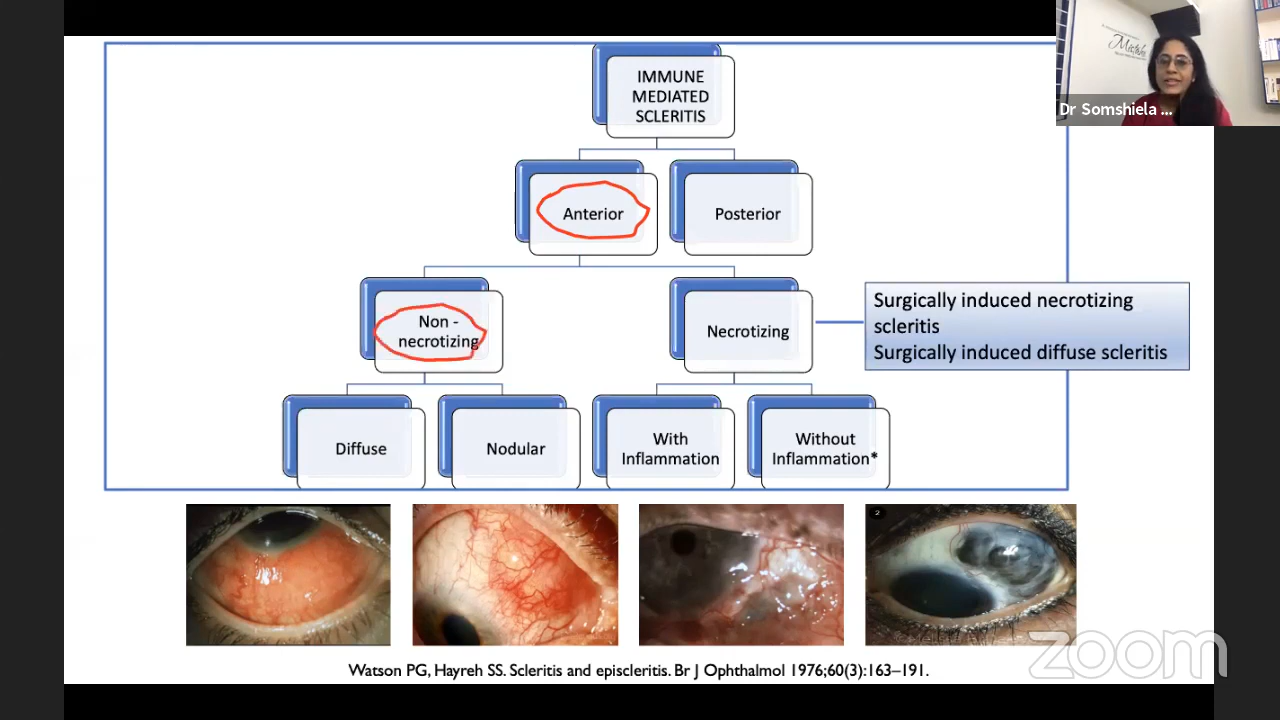 IMMUNE
MEDIATED
SCLERITIS
Mistake
Dr Somshiela ...
Anterior
Posterior
Non -
necrotizing
Necrotizing
Surgically induced necrotizing
scleritis
Surgically induced diffuse scleritis
Diffuse
Nodular
With
Inflammation
Without
Inflammation*
2
zoom
Watson PG, Hayreh SS. Scleritis and episcleritis. Br J Ophthalmol 1976;60(3):163–191.